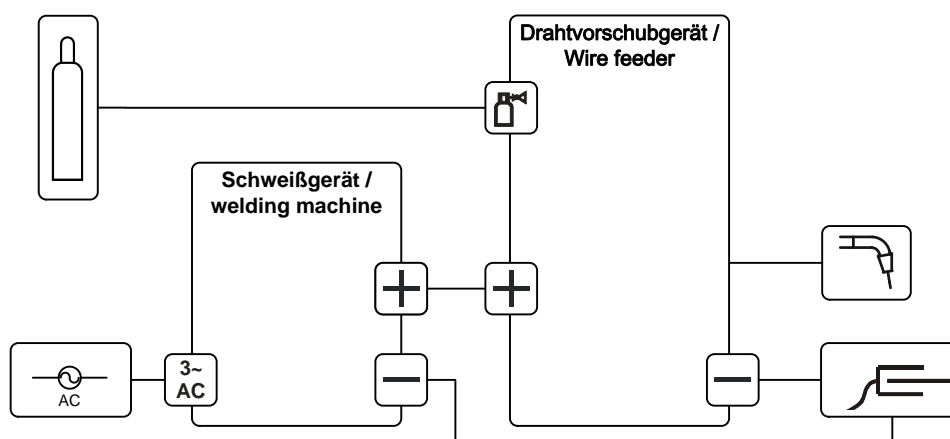 Drahtvorschubgerät /
Wire feeder
Schweißgerät /
welding machine
3~
AC
AC